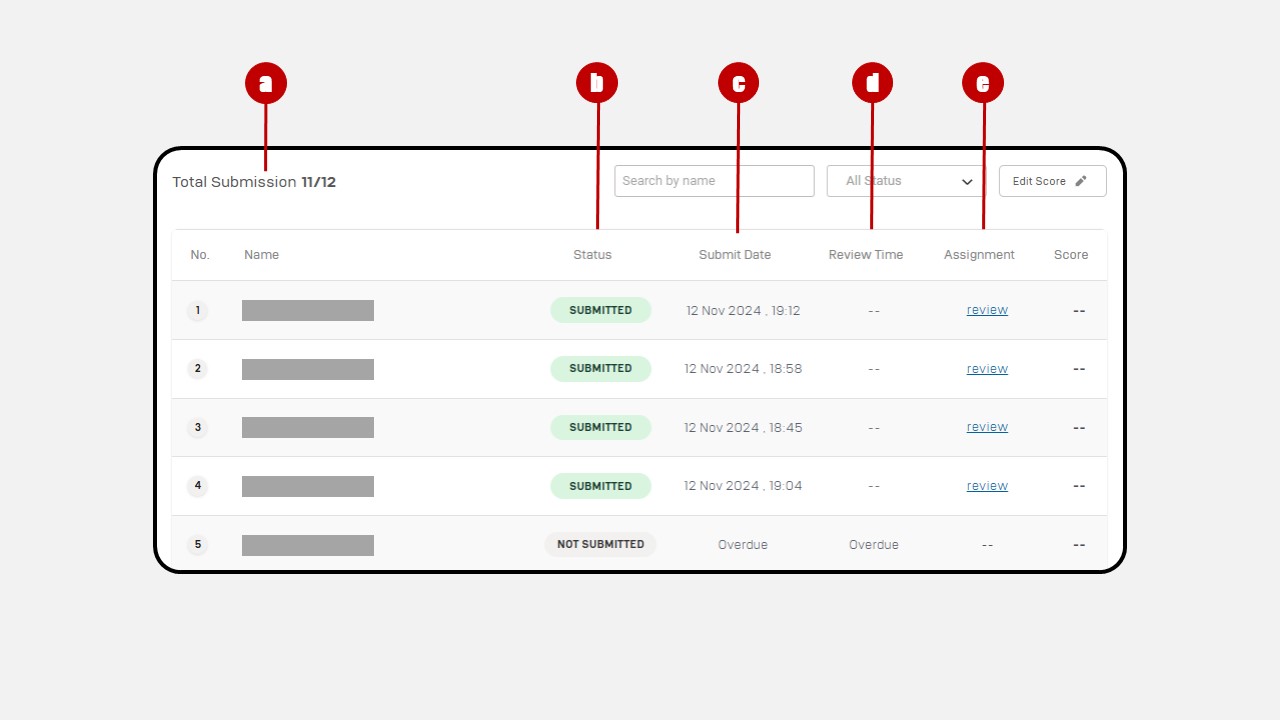 a b c d e
Total Submission 11/12 Search by name All Status Edit Score
No. Name Status Submit Date Review Time Assignment Score
1 SUBMITTED 12 Nov 2024 , 19:12 -- review --
2 SUBMITTED 12 Nov 2024 , 18:58 -- review --
3 SUBMITTED 12 Nov 2024 , 18:45 -- review --
4 SUBMITTED 12 Nov 2024 , 19:04 -- review --
5 NOT SUBMITTED Overdue Overdue -- --